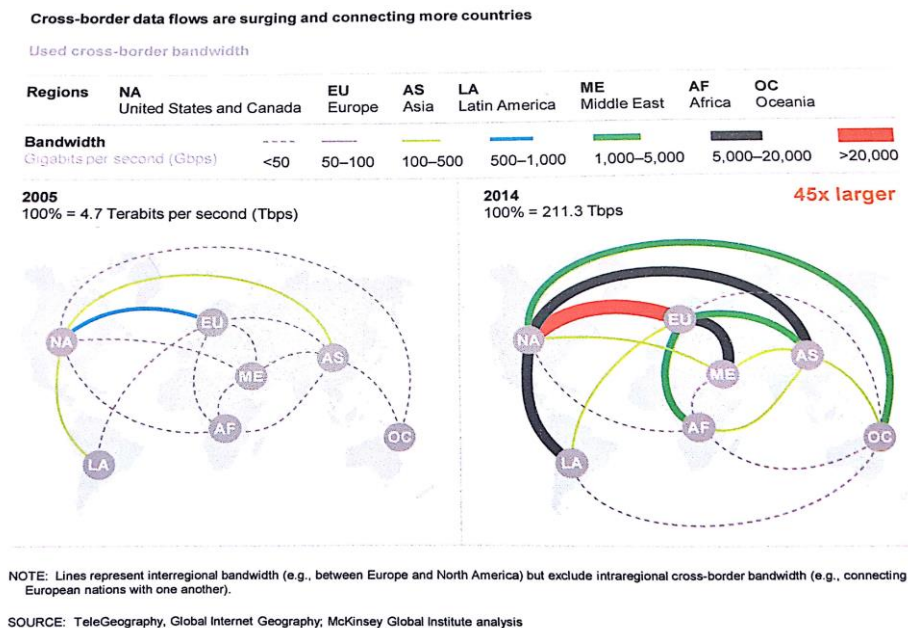 Cross-border data flows are surging and connecting more countries
Used cross-border bandwidth
Regions NA EU AS LA ME AF OC
United States and Canada Europe Asia Latin America Middle East Africa Oceania
Bandwidth
Gigabits per second (Gbps) <50 50–100 100–500 500–1,000 1,000–5,000 5,000–20,000 >20,000
2005
100% = 4.7 Terabits per second (Tbps)
2014 45x larger
100% = 211.3 Tbps
NA
EU
AS
ME
AF
OC
LA
NA
EU
AS
ME
AF
OC
LA
NOTE: Lines represent interregional bandwidth (e.g., between Europe and North America) but exclude intraregional cross-border bandwidth (e.g., connecting
European nations with one another).
SOURCE: TeleGeography, Global Internet Geography; McKinsey Global Institute analysis